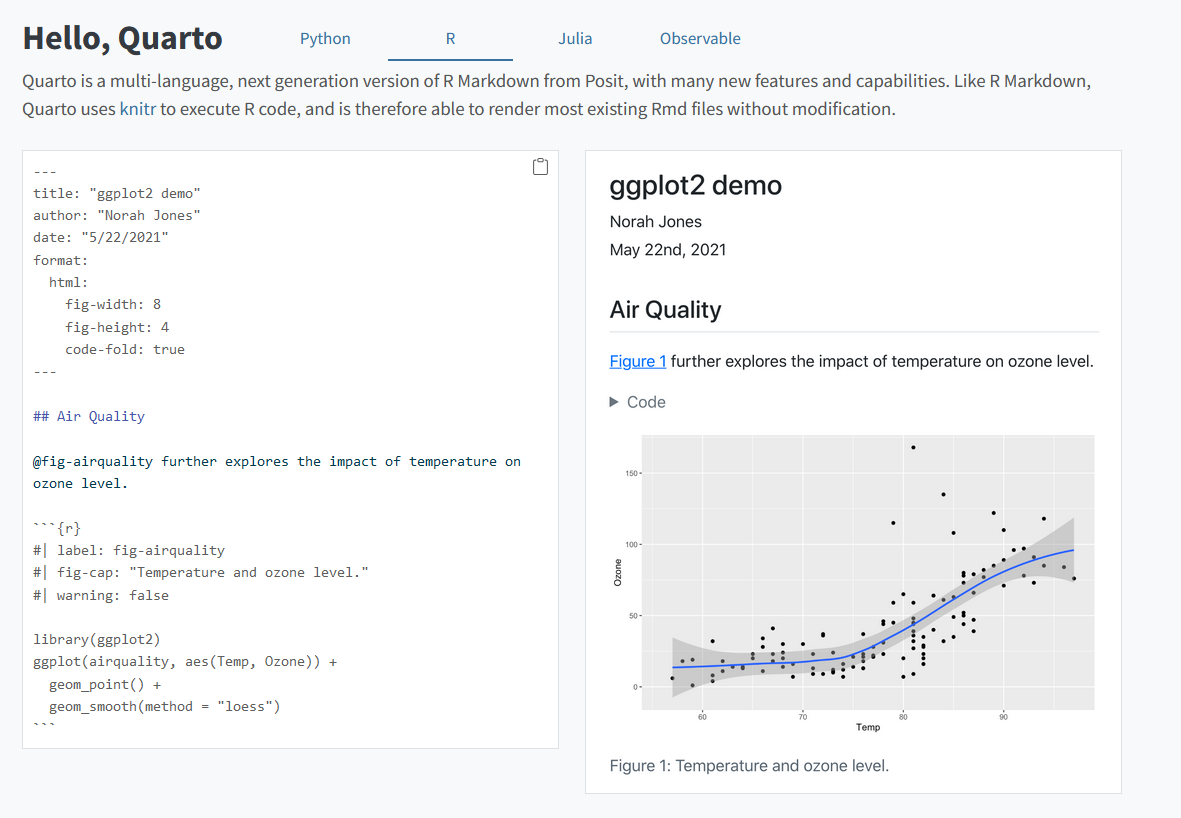 Hello, Quarto
Python
R
Julia
Observable
Quarto is a multi-language, next generation version of R Markdown from Posit, with many new features and capabilities. Like R Markdown,
Quarto uses knitr to execute R code, and is therefore able to render most existing Rmd files without modification.
---
title: "ggplot2 demo"
author: "Norah Jones"
date: "5/22/2021"
format:
  html:
    fig-width: 8
    fig-height: 4
    code-fold: true
---
## Air Quality
@fig-airquality further explores the impact of temperature on
ozone level.
```{r}
#| label: fig-airquality
#| fig-cap: "Temperature and ozone level."
#| warning: false
library(ggplot2)
ggplot(airquality, aes(Temp, Ozone)) +
  geom_point() +
  geom_smooth(method = "loess")
```
ggplot2 demo
Norah Jones
May 22nd, 2021
Air Quality
Figure 1 further explores the impact of temperature on ozone level.
Code
150
100
50
0
Ozone
60
70
80
90
Temp
Figure 1: Temperature and ozone level.